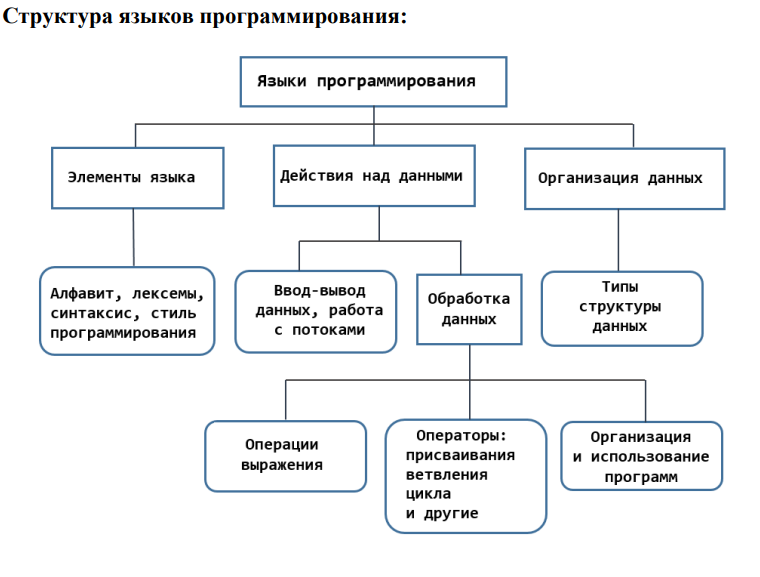 Структура языков программирования:
Языки программирования
Элементы языка
Действия над данными
Организация данных
Алфавит, лексемы,
синтаксис, стиль
программирования
Ввод-вывод
данных, работа
с потоками
Обработка
данных
Типы
структуры
данных
Операции
выражения
Операторы:
присваивания
ветвления
цикла
и другие
Организация
и использование
программ